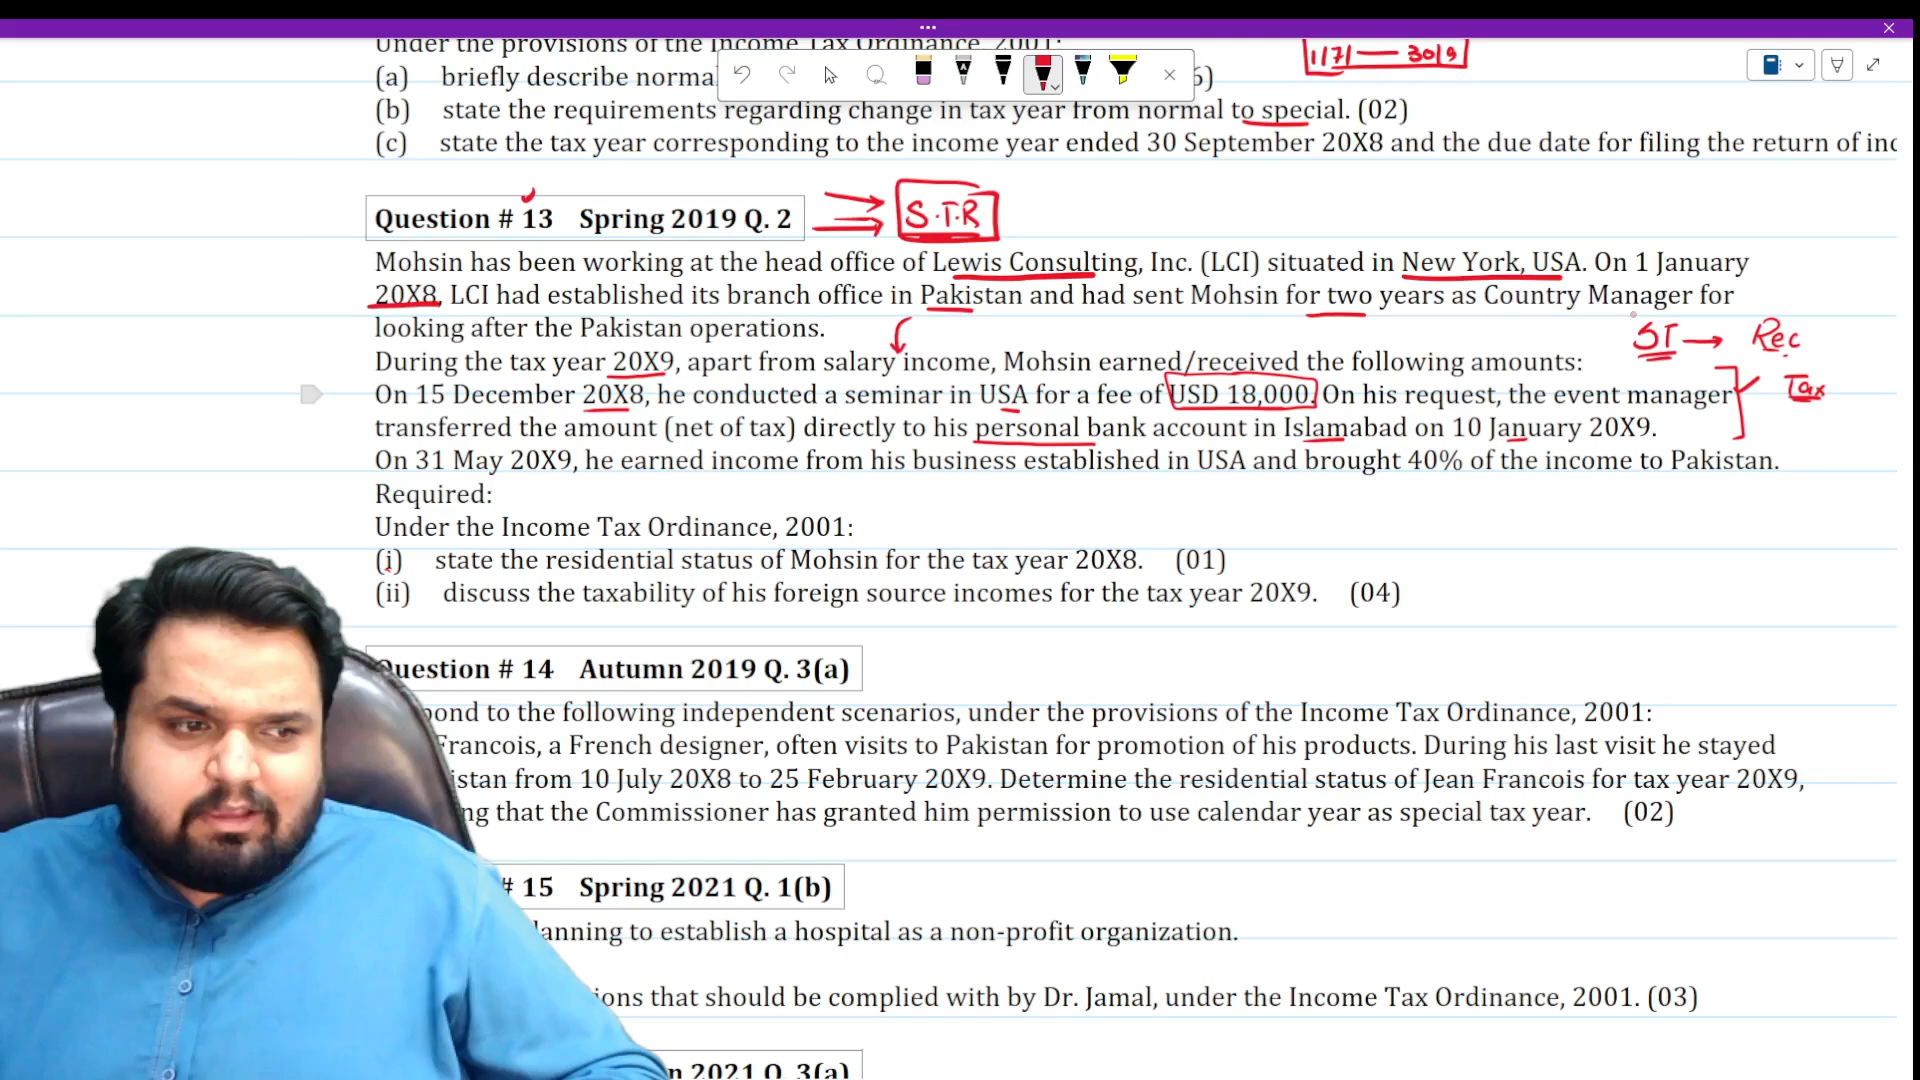 Under the provisions of the Income Tax Ordinance, 2001:
1/7 — 30/9
(a) briefly describe norma 6)
(b) state the requirements regarding change in tax year from normal to special. (02)
(c) state the tax year corresponding to the income year ended 30 September 20X8 and the due date for filing the return of inc
Question # 13 Spring 2019 Q. 2
S.T.R
Mohsin has been working at the head office of Lewis Consulting, Inc. (LCI) situated in New York, USA. On 1 January
20X8, LCI had established its branch office in Pakistan and had sent Mohsin for two years as Country Manager for
looking after the Pakistan operations.
ST → Rec
During the tax year 20X9, apart from salary income, Mohsin earned/received the following amounts:
On 15 December 20X8, he conducted a seminar in USA for a fee of USD 18,000. On his request, the event manager
Tax
transferred the amount (net of tax) directly to his personal bank account in Islamabad on 10 January 20X9.
On 31 May 20X9, he earned income from his business established in USA and brought 40% of the income to Pakistan.
Required:
Under the Income Tax Ordinance, 2001:
(i) state the residential status of Mohsin for the tax year 20X8. (01)
(ii) discuss the taxability of his foreign source incomes for the tax year 20X9. (04)
Question # 14 Autumn 2019 Q. 3(a)
pond to the following independent scenarios, under the provisions of the Income Tax Ordinance, 2001:
Francois, a French designer, often visits to Pakistan for promotion of his products. During his last visit he stayed
istan from 10 July 20X8 to 25 February 20X9. Determine the residential status of Jean Francois for tax year 20X9,
ng that the Commissioner has granted him permission to use calendar year as special tax year. (02)
# 15 Spring 2021 Q. 1(b)
lanning to establish a hospital as a non-profit organization.
ions that should be complied with by Dr. Jamal, under the Income Tax Ordinance, 2001. (03)
n 2021 Q. 3(a)